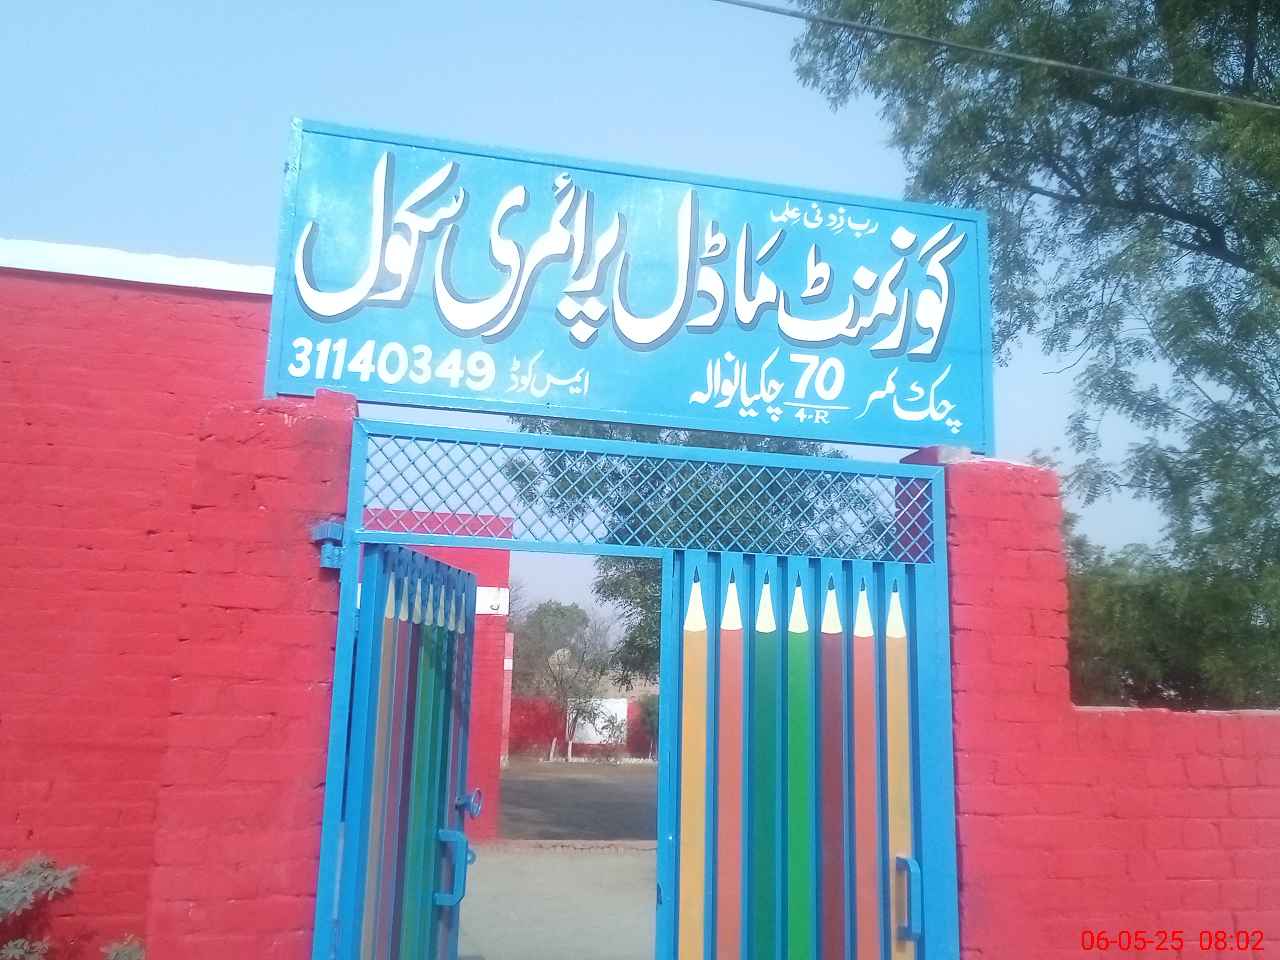 رب زدنی علما
گورنمنٹ ماڈل پرائمری سکول
چک نمبر 70/4-R چکیانوالہ ایمس کوڈ 31140349
06-05-25 08:02